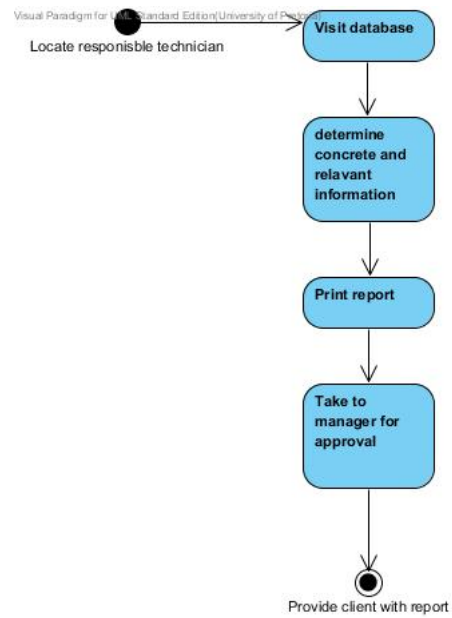 Visual Paradigm for UML Standard Edition(University of Pretoria)
Visit database
Locate responisble technician
determine
concrete and
relavant
information
Print report
Take to
manager for
approval
Provide client with report